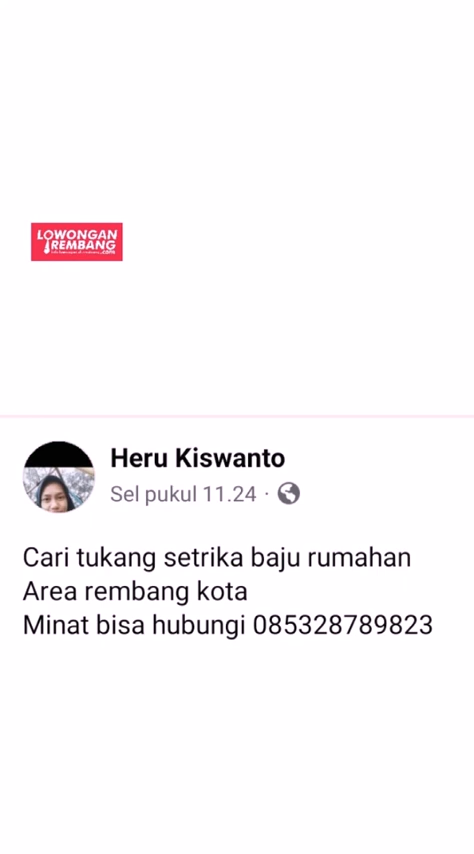 LOWONGAN
REMBANG
.com
Heru Kiswanto
Sel pukul 11.24 ·
Cari tukang setrika baju rumahan
Area rembang kota
Minat bisa hubungi 085328789823